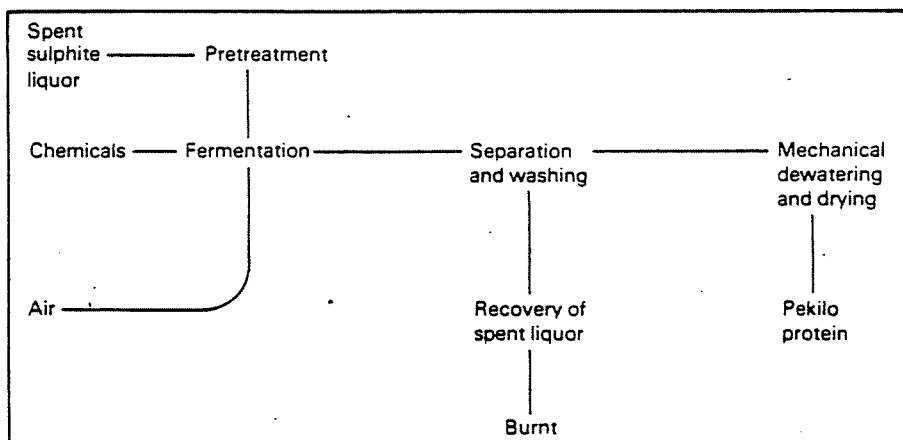 Spent
sulphite
liquor
Pretreatment
Chemicals
Fermentation
Separation
and washing
Mechanical
dewatering
and drying
Air
Recovery of
spent liquor
Pekilo
protein
Burnt